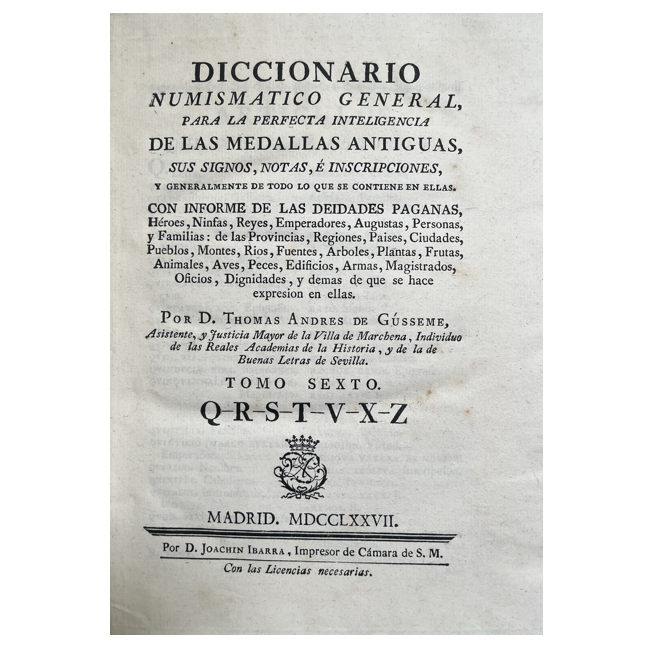 DICCIONARIO
NUMISMATICO GENERAL,
PARA LA PERFECTA INTELIGENCIA
DE LAS MEDALLAS ANTIGUAS,
SUS SIGNOS, NOTAS, É INSCRIPCIONES,
Y GENERALMENTE DE TODO LO QUE SE CONTIENE EN ELLAS.
CON INFORME DE LAS DEIDADES PAGANAS,
Héroes, Ninfas, Reyes, Emperadores, Augustas, Personas,
y Familias: de las Provincias, Regiones, Paises, Ciudades,
Pueblos, Montes, Rios, Fuentes, Arboles, Plantas, Frutas,
Animales, Aves, Peces, Edificios, Armas, Magistrados,
Oficios, Dignidades, y demas de que se hace
expresion en ellas.
POR D. THOMAS ANDRES DE GÚSSEME,
Asistente, y Justicia Mayor de la Villa de Marchena, Individuo
de las Reales Academias de la Historia, y de la de
Buenas Letras de Sevilla.
TOMO SEXTO.
Q-R-S-T-V-X-Z
MADRID. MDCCLXXVII.
Por D. JOACHIN IBARRA, Impresor de Cámara de S. M.
Con las Licencias necesarias.